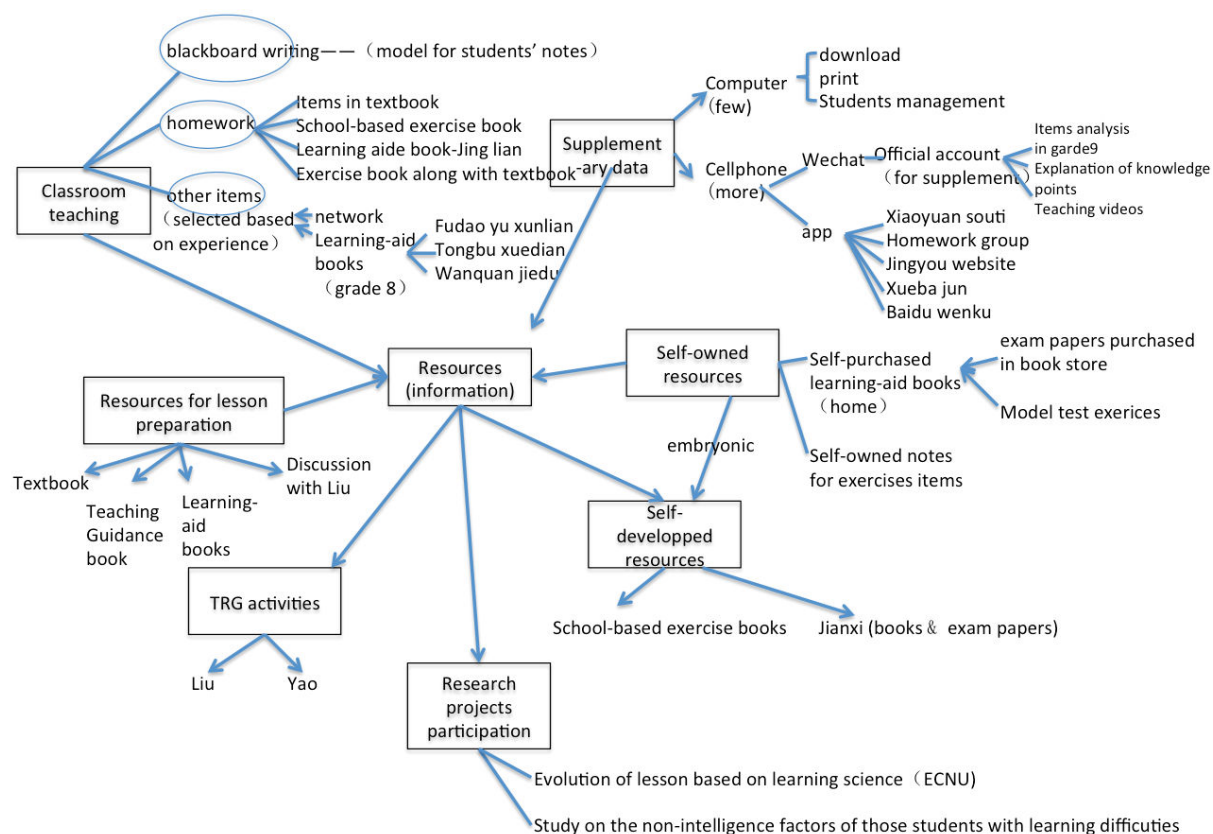 blackboard writing——（model for students’ notes）
homework
Items in textbook
School-based exercise book
Learning aide book-Jing lian
Exercise book along with textbook
Classroom
teaching
other items
（selected based
on experience）
network
Learning-aid
books
（grade 8）
Fudao yu xunlian
Tongbu xuedian
Wanquan jiedu
Supplement
-ary data
Computer
(few)
download
print
Students management
Cellphone
(more)
Wechat
Official account
(for supplement)
Items analysis
in garde9
Explanation of knowledge
points
Teaching videos
app
Xiaoyuan souti
Homework group
Jingyou website
Xueba jun
Baidu wenku
Resources
(information)
Self-owned
resources
Self-purchased
learning-aid books
（home）
exam papers purchased
in book store
Model test exerices
Self-owned notes
for exercises items
embryonic
Resources for lesson
preparation
Textbook
Teaching
Guidance
book
Learning-
aid
books
Discussion
with Liu
Self-
developped
resources
School-based exercise books
Jianxi (books & exam papers)
TRG activities
Liu
Yao
Research
projects
participation
Evolution of lesson based on learning science（ECNU)
Study on the non-intelligence factors of those students with learning difficuties